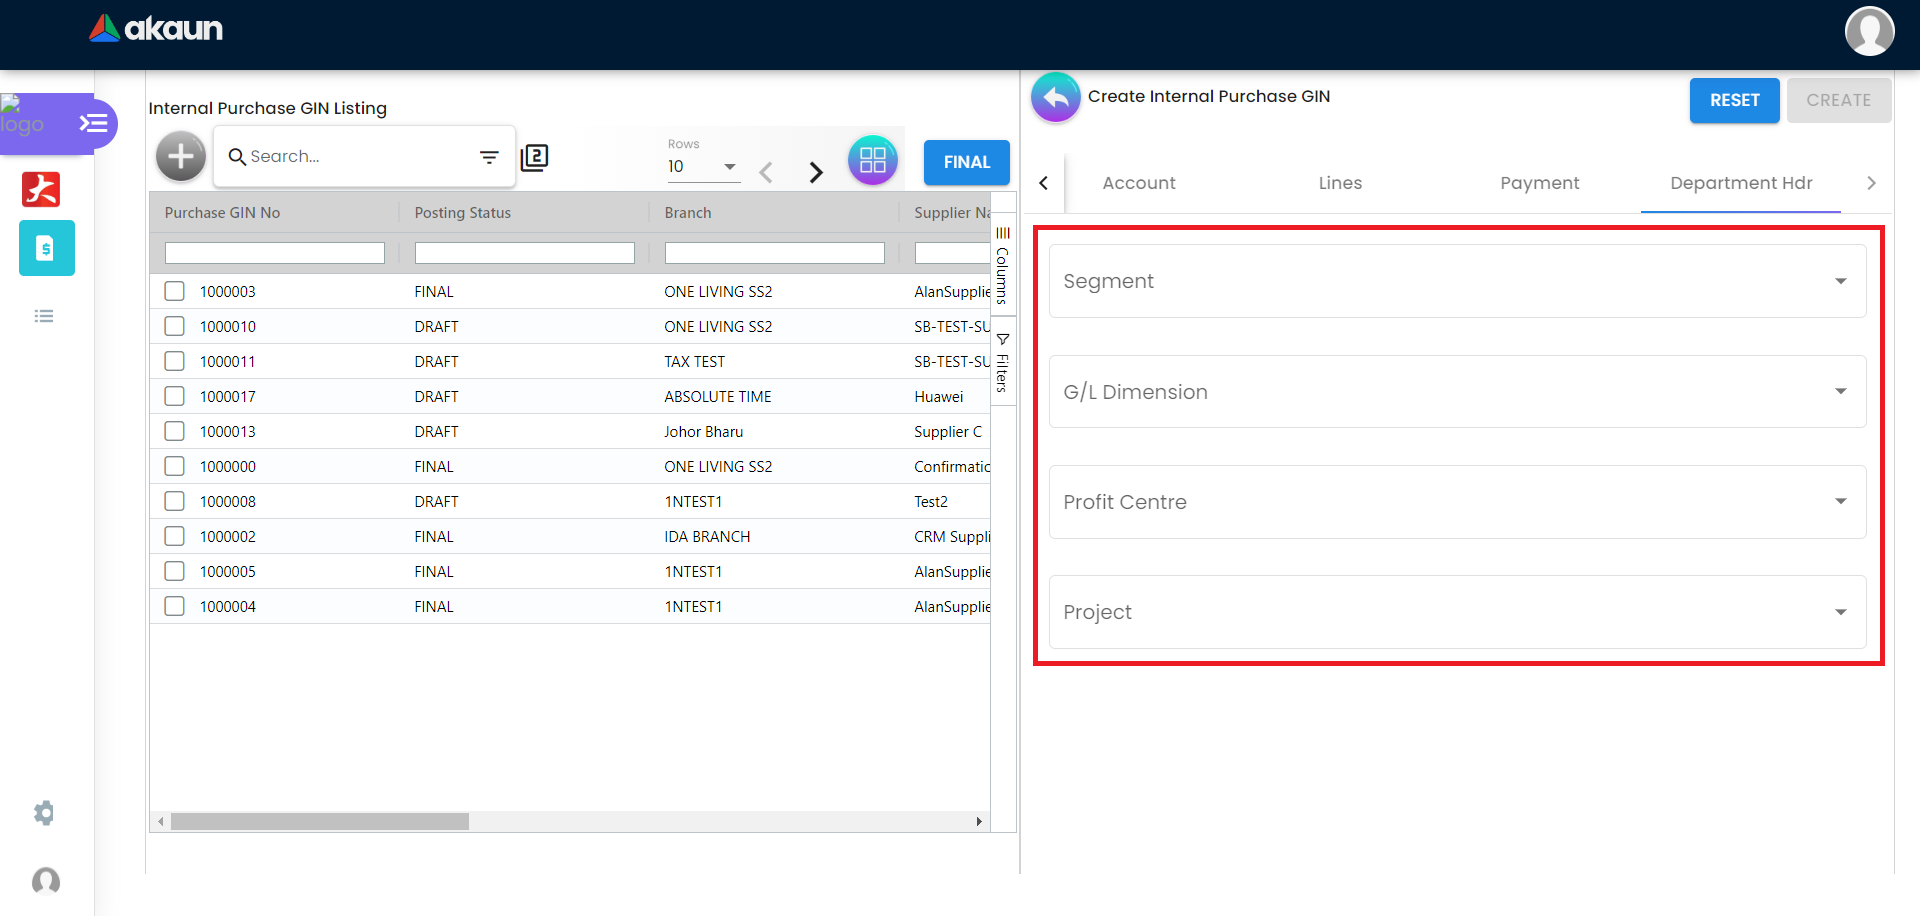 akaun
logo
Internal Purchase GIN Listing
Search...
2
Rows
10
FINAL
Purchase GIN No Posting Status Branch Supplier Na
1000003 FINAL ONE LIVING SS2 AlanSupplie
1000010 DRAFT ONE LIVING SS2 SB-TEST-SU
1000011 DRAFT TAX TEST SB-TEST-SU
1000017 DRAFT ABSOLUTE TIME Huawei
1000013 DRAFT Johor Bharu Supplier C
1000000 FINAL ONE LIVING SS2 Confirmatic
1000008 DRAFT 1NTEST1 Test2
1000002 FINAL IDA BRANCH CRM Suppli
1000005 FINAL 1NTEST1 AlanSupplie
1000004 FINAL 1NTEST1 AlanSupplie
Columns
Filters
Create Internal Purchase GIN
RESET
CREATE
Account Lines Payment Department Hdr
Segment
G/L Dimension
Profit Centre
Project